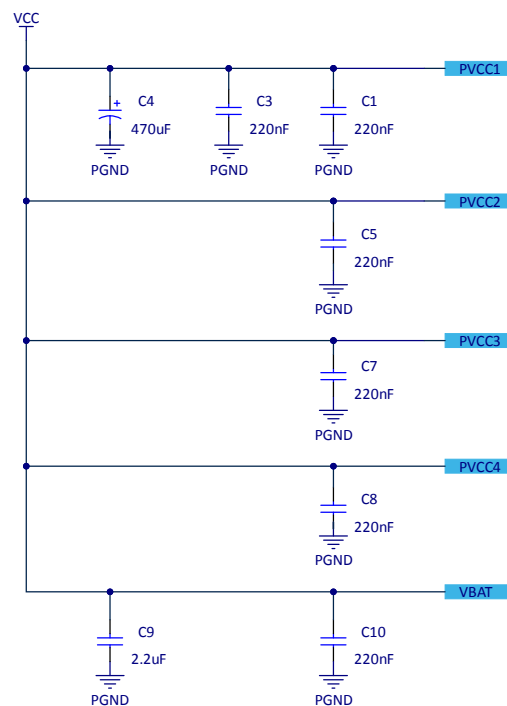 VCC
PVCC1
+ C4 C3 C1
470uF 220nF 220nF
PGND PGND PGND
PVCC2
C5
220nF
PGND
PVCC3
C7
220nF
PGND
PVCC4
C8
220nF
PGND
VBAT
C9 C10
2.2uF 220nF
PGND PGND